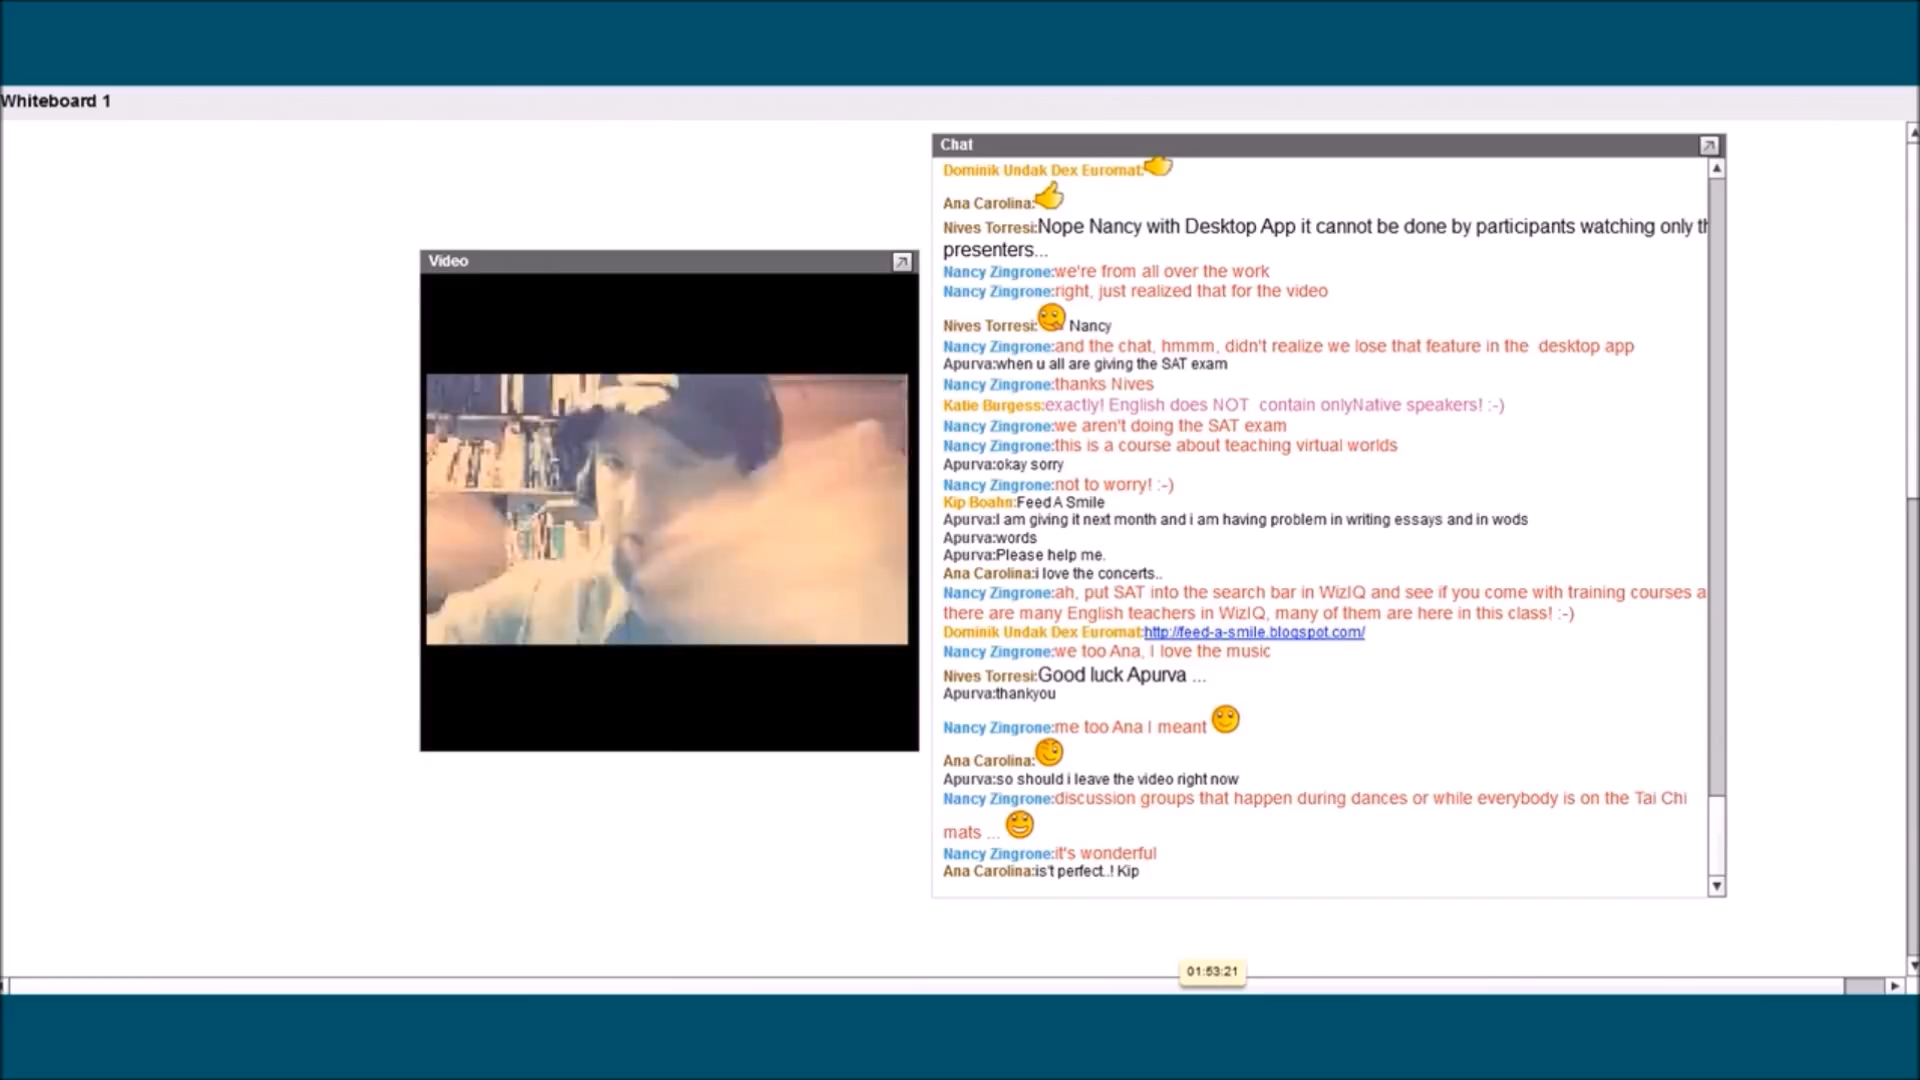 Whiteboard 1
Chat
Dominik Undak Dex Euromat:
Ana Carolina:
Nives Torresi:Nope Nancy with Desktop App it cannot be done by participants watching only
presenters...
Nancy Zingrone:we're from all over the work
Nancy Zingrone:right, just realized that for the video
Nives Torresi: Nancy
Nancy Zingrone:and the chat, hmmm, didn't realize we lose that feature in the desktop app
Apurva:when u all are giving the SAT exam
Nancy Zingrone:thanks Nives
Katie Burgess:exactly! English does NOT contain onlyNative speakers! :-)
Nancy Zingrone:we aren't doing the SAT exam
Nancy Zingrone:this is a course about teaching virtual worlds
Apurva:okay sorry
Nancy Zingrone:not to worry! :-)
Kip Boahn:Feed A Smile
Apurva:I am giving it next month and i am having problem in writing essays and in wods
Apurva:words
Apurva:Please help me.
Ana Carolina:i love the concerts..
Nancy Zingrone:ah, put SAT into the search bar in WizIQ and see if you come with training courses
there are many English teachers in WizIQ, many of them are here in this class! :-)
Dominik Undak Dex Euromat:http://feed-a-smile.blogspot.com/
Nancy Zingrone:we too Ana, I love the music
Nives Torresi:Good luck Apurva ...
Apurva:thankyou
Nancy Zingrone:me too Ana I meant
Ana Carolina:
Apurva:so should i leave the video right now
Nancy Zingrone:discussion groups that happen during dances or while everybody is on the Tai Chi
mats ...
Nancy Zingrone:it's wonderful
Ana Carolina:is't perfect..! Kip
Video
01:53:21